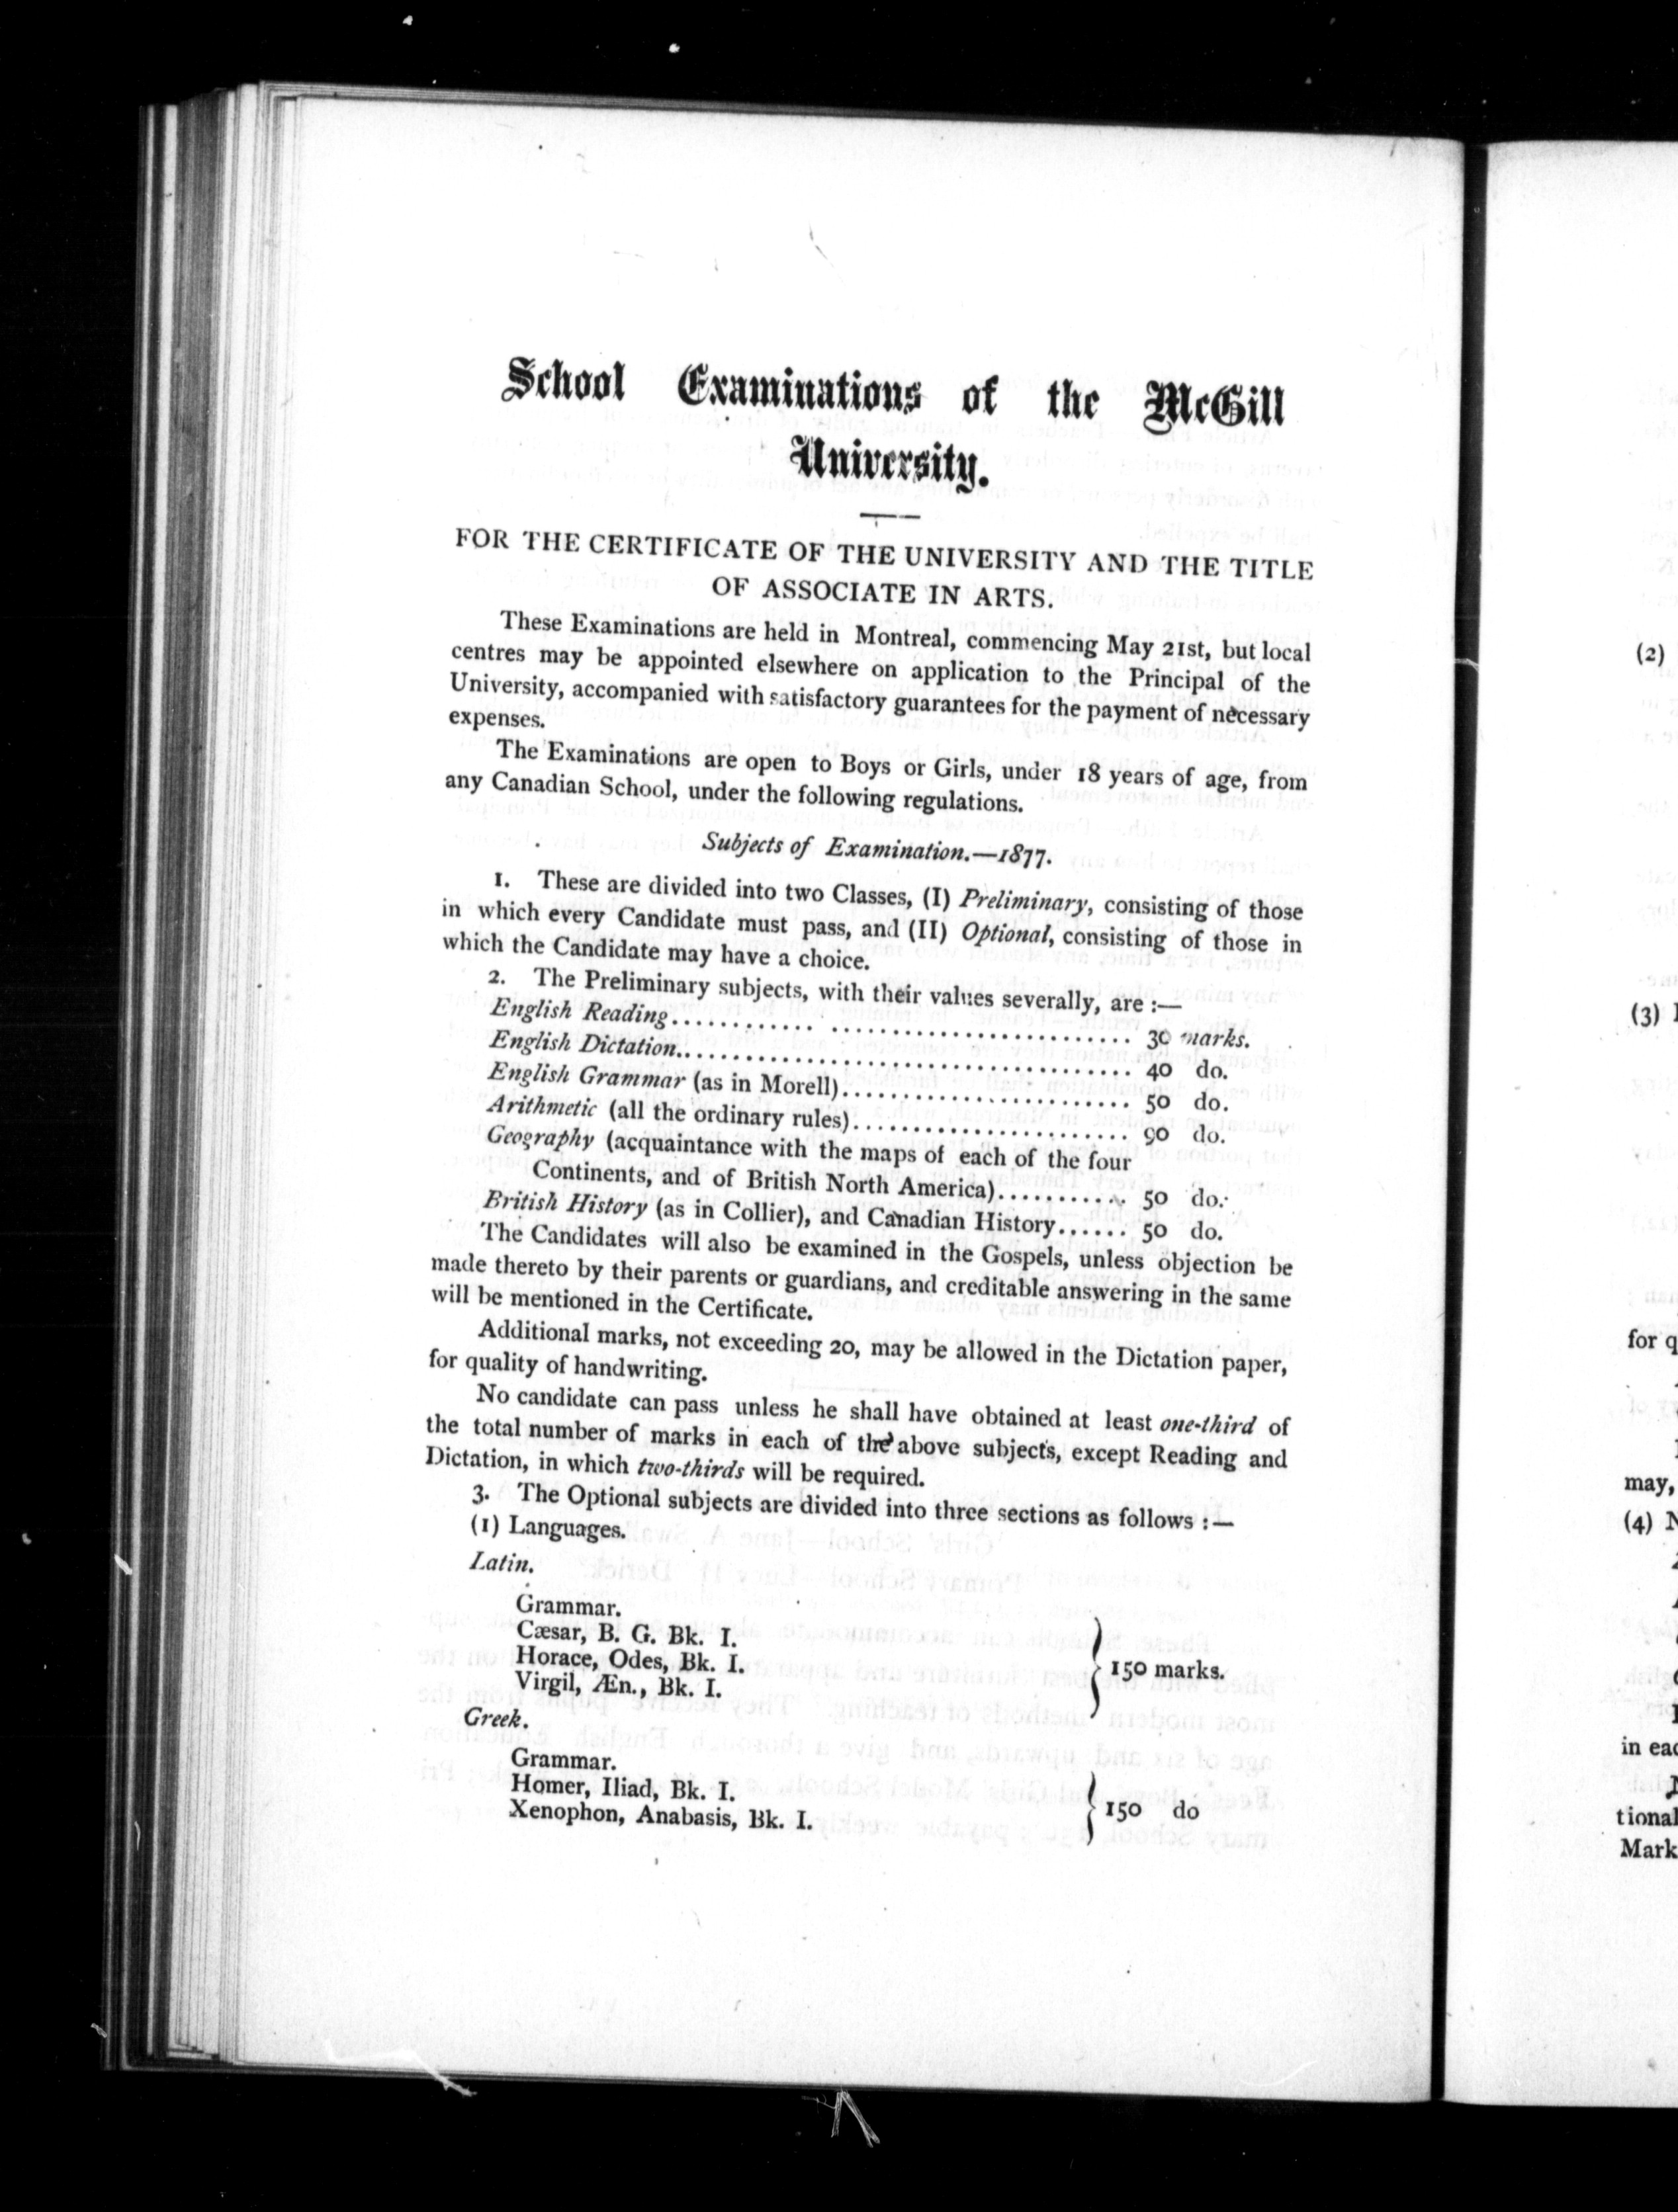 School Examinations of the McGill
University.
FOR THE CERTIFICATE OF THE UNIVERSITY AND THE TITLE
OF ASSOCIATE IN ARTS.
These Examinations are held in Montreal, commencing May 21st, but local
centres may be appointed elsewhere on application to the Principal of the
University, accompanied with satisfactory guarantees for the payment of necessary
expenses.
The Examinations are open to Boys or Girls, under 18 years of age, from
any Canadian School, under the following regulations.
Subjects of Examination.—1877.
1. These are divided into two Classes, (I) Preliminary, consisting of those
in which every Candidate must pass, and (II) Optional, consisting of those in
which the Candidate may have a choice.
2. The Preliminary subjects, with their values severally, are :—
English Reading............ ................................ 30 marks.
English Dictation............................................. 40 do.
English Grammar (as in Morell)............................ 50 do.
Arithmetic (all the ordinary rules).......................... 90 do.
Geography (acquaintance with the maps of each of the four
Continents, and of British North America)............ 50 do.
British History (as in Collier), and Canadian History...... 50 do.
The Candidates will also be examined in the Gospels, unless objection be
made thereto by their parents or guardians, and creditable answering in the same
will be mentioned in the Certificate.
Additional marks, not exceeding 20, may be allowed in the Dictation paper,
for quality of handwriting.
No candidate can pass unless he shall have obtained at least one-third of
the total number of marks in each of the above subjects, except Reading and
Dictation, in which two-thirds will be required.
3. The Optional subjects are divided into three sections as follows :—
(1) Languages.
Latin.
Grammar.
Cæsar, B. G. Bk. I.
Horace, Odes, Bk. I.
Virgil, Æn., Bk. I.
150 marks.
Greek.
Grammar.
Homer, Iliad, Bk. I.
Xenophon, Anabasis, Bk. I.
150 do
(2)
(3)
for q
may,
(4)
in eac
tional
Mark